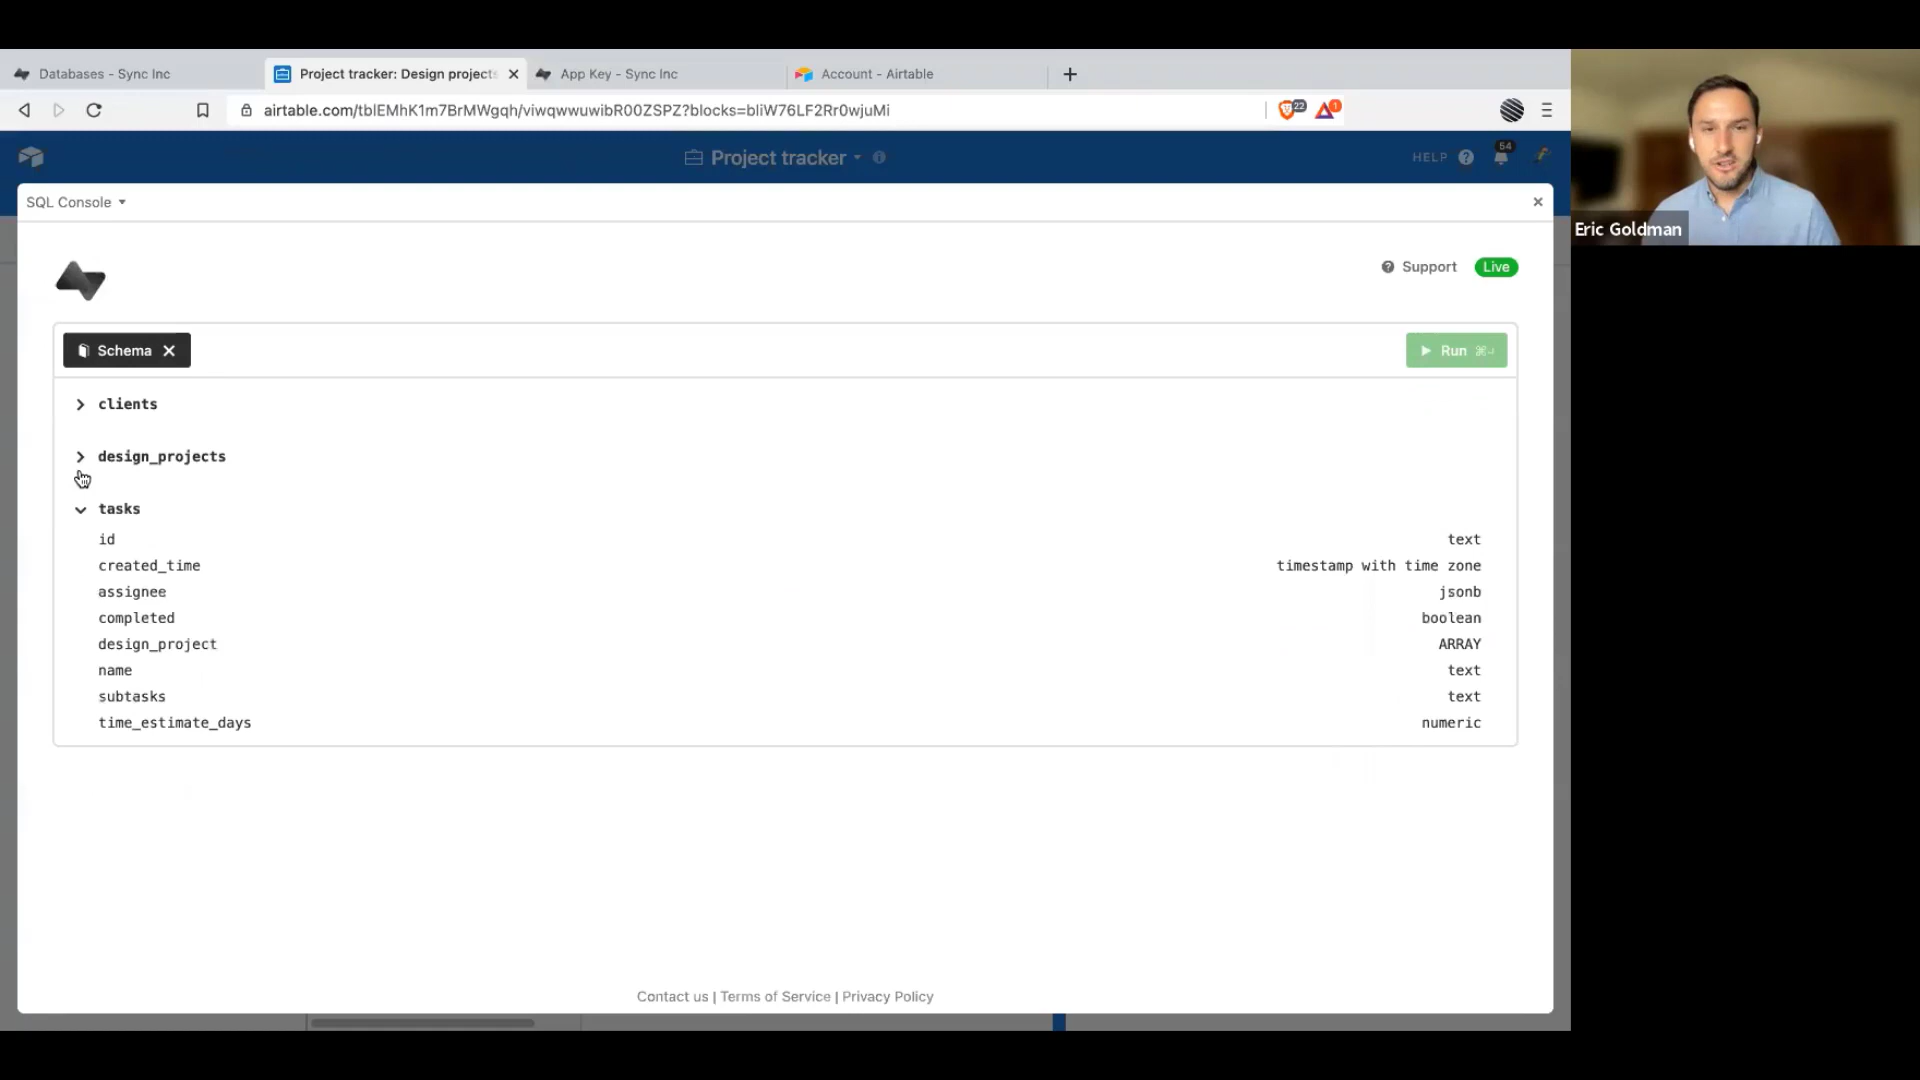 Databases - Sync Inc
Project tracker: Design projects
App Key - Sync Inc
Account - Airtable
airtable.com/tblEMhK1m7BrMWgqh/viwqwwuwibR00ZSPZ?blocks=bliW76LF2Rr0wjuMi
22
1
Project tracker
HELP
54
SQL Console
Eric Goldman
Support
Live
Schema
Run ⌘↵
clients
design_projects
tasks
id text
created_time timestamp with time zone
assignee jsonb
completed boolean
design_project ARRAY
name text
subtasks text
time_estimate_days numeric
Contact us | Terms of Service | Privacy Policy